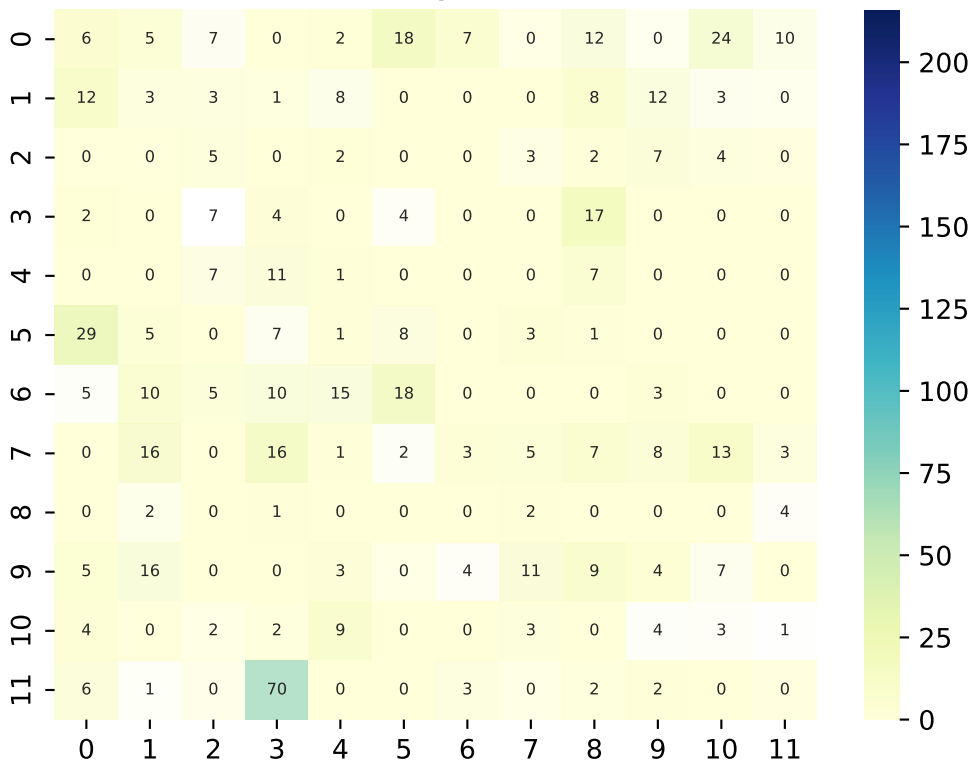 0 6 5 7 0 2 18 7 0 12 0 24 10
1 12 3 3 1 8 0 0 0 8 12 3 0
2 0 0 5 0 2 0 0 3 2 7 4 0
3 2 0 7 4 0 4 0 0 17 0 0 0
4 0 0 7 11 1 0 0 0 7 0 0 0
5 29 5 0 7 1 8 0 3 1 0 0 0
6 5 10 5 10 15 18 0 0 0 3 0 0
7 0 16 0 16 1 2 3 5 7 8 13 3
8 0 2 0 1 0 0 0 2 0 0 0 4
9 5 16 0 0 3 0 4 11 9 4 7 0
10 4 0 2 2 9 0 0 3 0 4 3 1
11 6 1 0 70 0 0 3 0 2 2 0 0
0 1 2 3 4 5 6 7 8 9 10 11
200
175
150
125
100
75
50
25
0